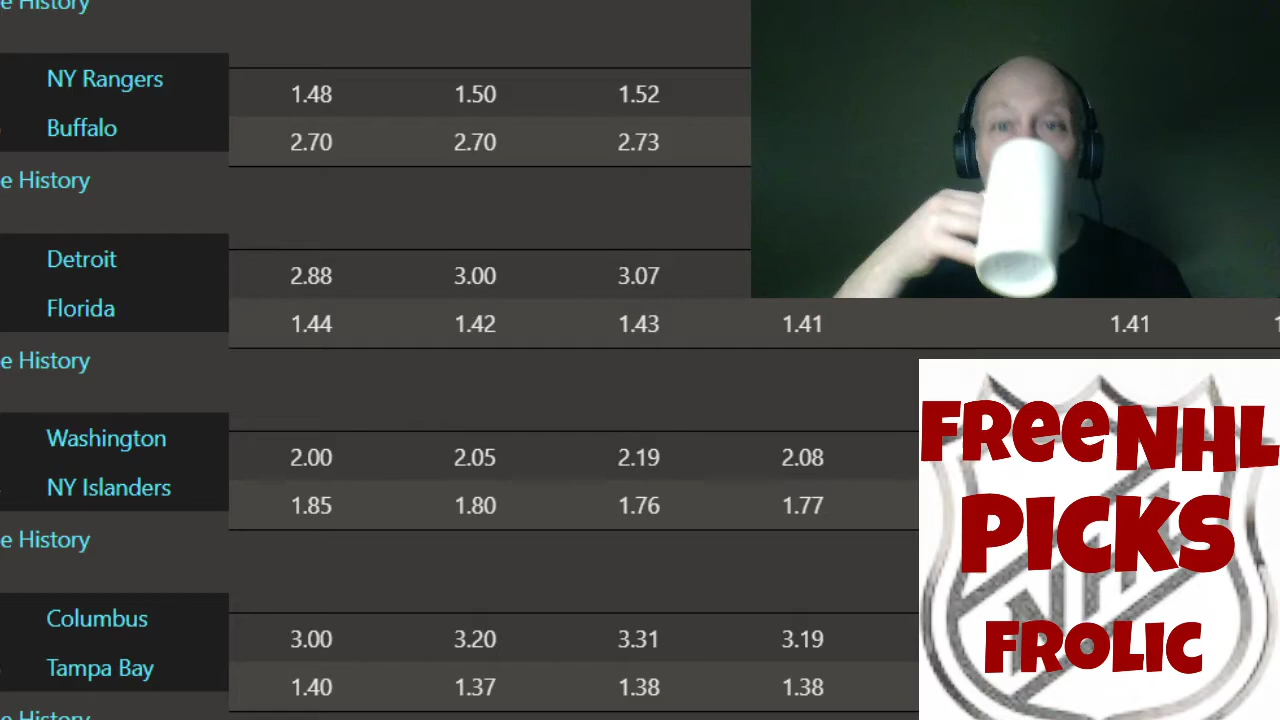 e History
NY Rangers 1.48 1.50 1.52
Buffalo 2.70 2.70 2.73
e History
Detroit 2.88 3.00 3.07
Florida 1.44 1.42 1.43 1.41 1.41
e History
Washington 2.00 2.05 2.19 2.08
NY Islanders 1.85 1.80 1.76 1.77
e History
Columbus 3.00 3.20 3.31 3.19
Tampa Bay 1.40 1.37 1.38 1.38
e History
FReeNHL
PICKS
FROLIC
NHL